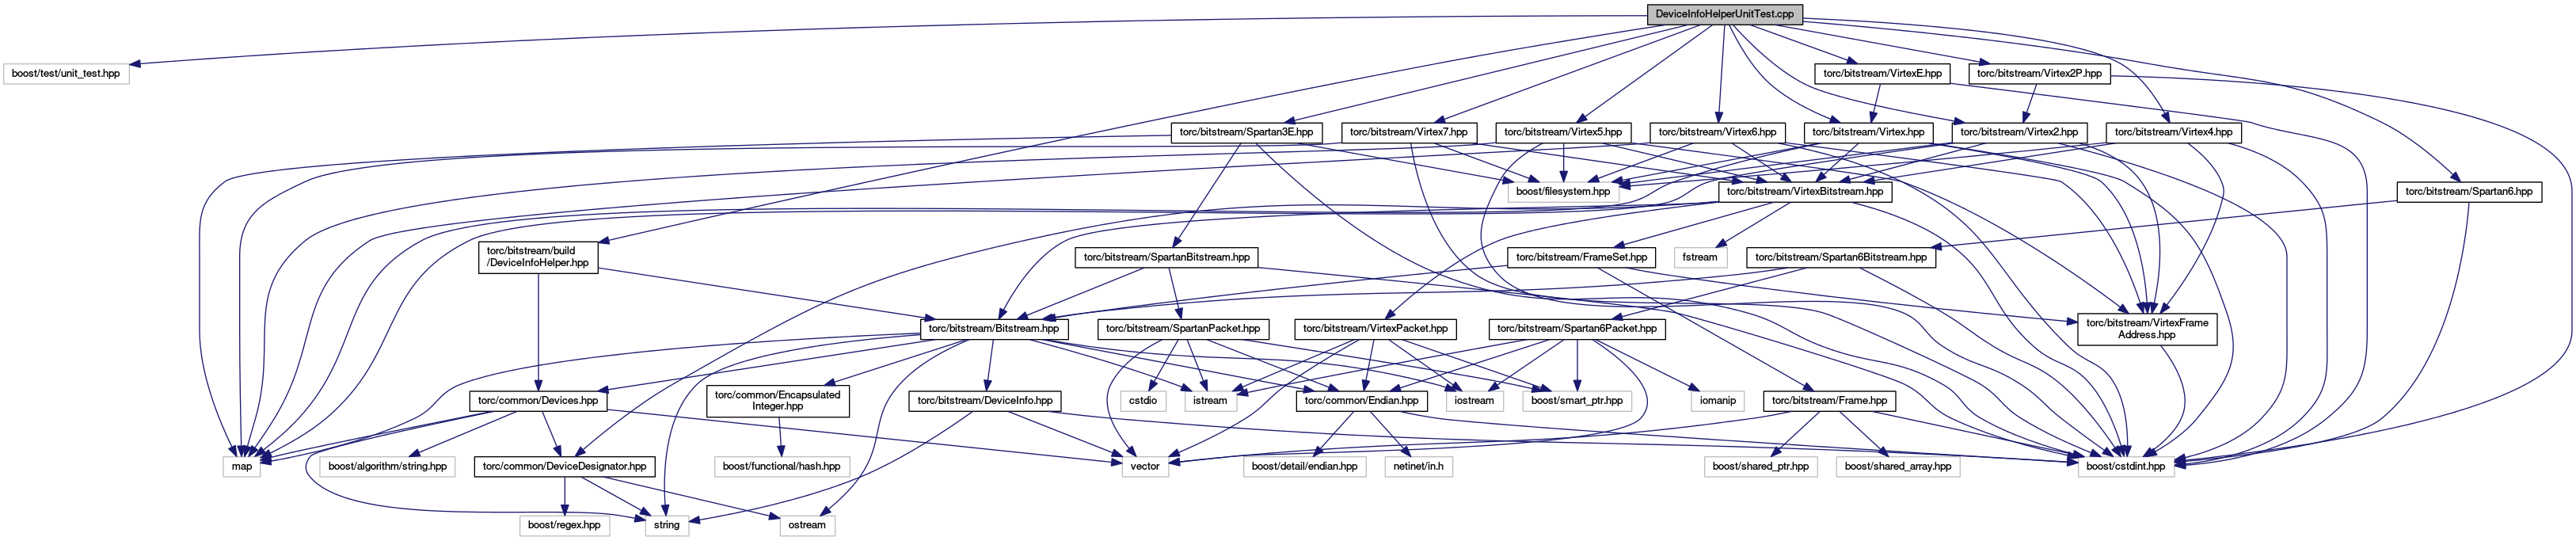 DeviceInfoHelperUnitTest.cpp
boost/test/unit_test.hpp
torc/bitstream/VirtexE.hpp
torc/bitstream/Virtex2P.hpp
torc/bitstream/Spartan3E.hpp
torc/bitstream/Virtex7.hpp
torc/bitstream/Virtex5.hpp
torc/bitstream/Virtex6.hpp
torc/bitstream/Virtex.hpp
torc/bitstream/Virtex2.hpp
torc/bitstream/Virtex4.hpp
boost/filesystem.hpp
torc/bitstream/VirtexBitstream.hpp
torc/bitstream/Spartan6.hpp
torc/bitstream/build
/DeviceInfoHelper.hpp
torc/bitstream/SpartanBitstream.hpp
torc/bitstream/FrameSet.hpp
fstream
torc/bitstream/Spartan6Bitstream.hpp
torc/bitstream/Bitstream.hpp
torc/bitstream/SpartanPacket.hpp
torc/bitstream/VirtexPacket.hpp
torc/bitstream/Spartan6Packet.hpp
torc/bitstream/VirtexFrame
Address.hpp
torc/common/Devices.hpp
torc/common/Encapsulated
Integer.hpp
torc/bitstream/DeviceInfo.hpp
cstdio
istream
torc/common/Endian.hpp
iostream
boost/smart_ptr.hpp
iomanip
torc/bitstream/Frame.hpp
map
boost/algorithm/string.hpp
torc/common/DeviceDesignator.hpp
boost/functional/hash.hpp
vector
boost/detail/endian.hpp
netinet/in.h
boost/shared_ptr.hpp
boost/shared_array.hpp
boost/cstdint.hpp
boost/regex.hpp
string
ostream